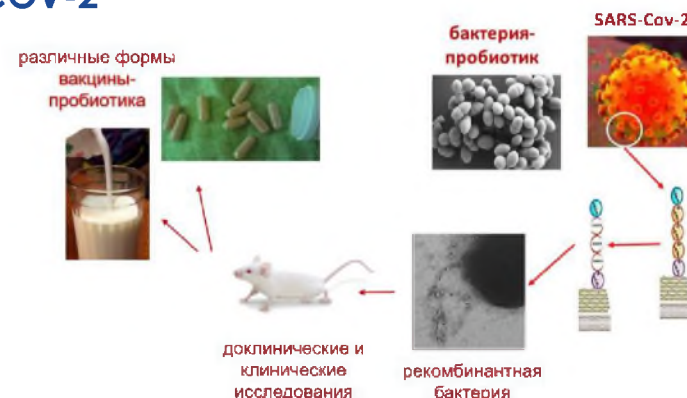 COV-2
SARS-Cov-2
бактерия-
пробиотик
различные формы
вакцины-
пробиотика
доклинические и
клинические
исследования
рекомбинантная
бактерия